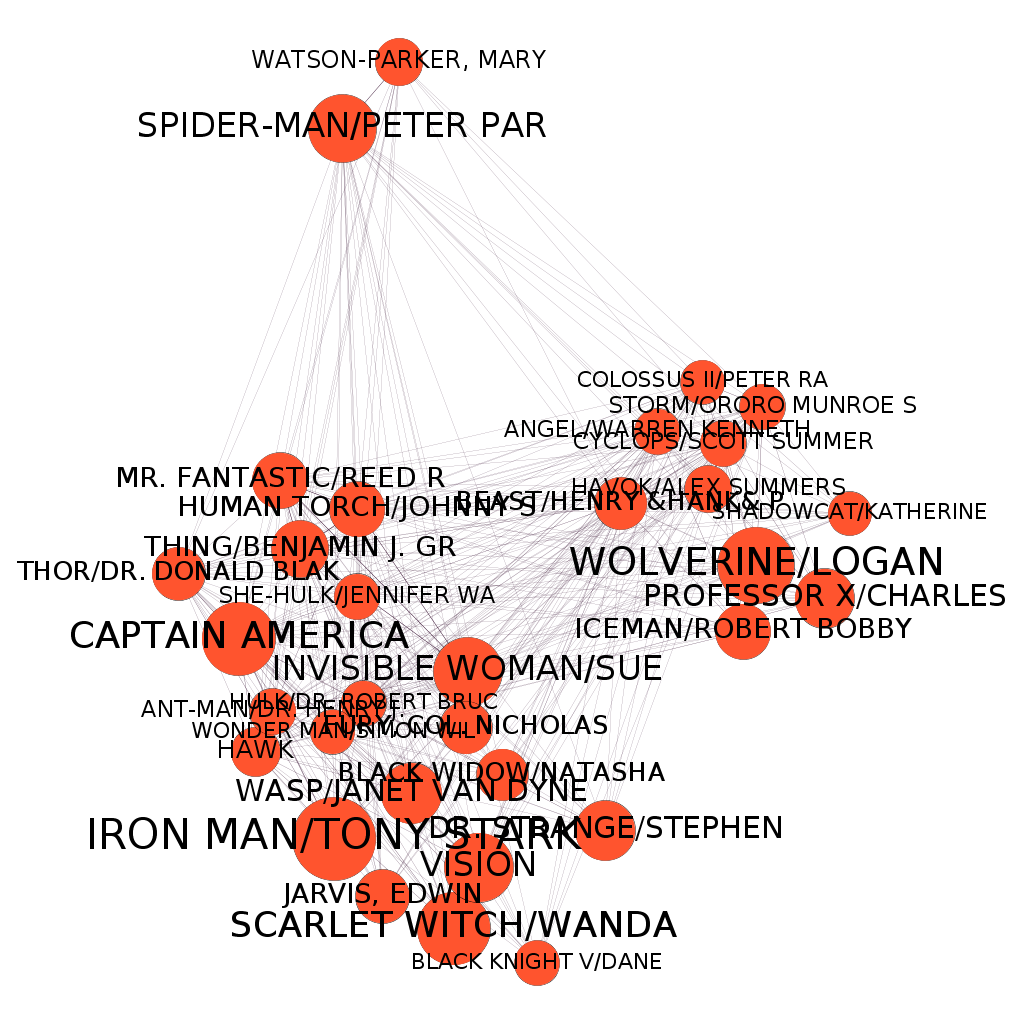 WATSON-PARKER, MARY
SPIDER-MAN/PETER PAR
COLOSSUS II/PETER RA
STORM/ORORO MUNROE S
ANGEL/WARREN KENNETH
CYCLOPS/SCOTT SUMMER
MR. FANTASTIC/REED R
HAVOK/ALEX SUMMERS
BEAST/HENRY &HANK& P
HUMAN TORCH/JOHNNY S
SHADOWCAT/KATHERINE
THING/BENJAMIN J. GR
WOLVERINE/LOGAN
THOR/DR. DONALD BLAK
SHE-HULK/JENNIFER WA
PROFESSOR X/CHARLES
ICEMAN/ROBERT BOBBY
CAPTAIN AMERICA
INVISIBLE WOMAN/SUE
HULK/DR. ROBERT BRUC
ANT-MAN/DR. HENRY J.
FURY, COL. NICHOLAS
WONDER MAN/SIMON WIL
HAWK
BLACK WIDOW/NATASHA
WASP/JANET VAN DYNE
DR. STRANGE/STEPHEN
IRON MAN/TONY STARK
VISION
JARVIS, EDWIN
SCARLET WITCH/WANDA
BLACK KNIGHT V/DANE